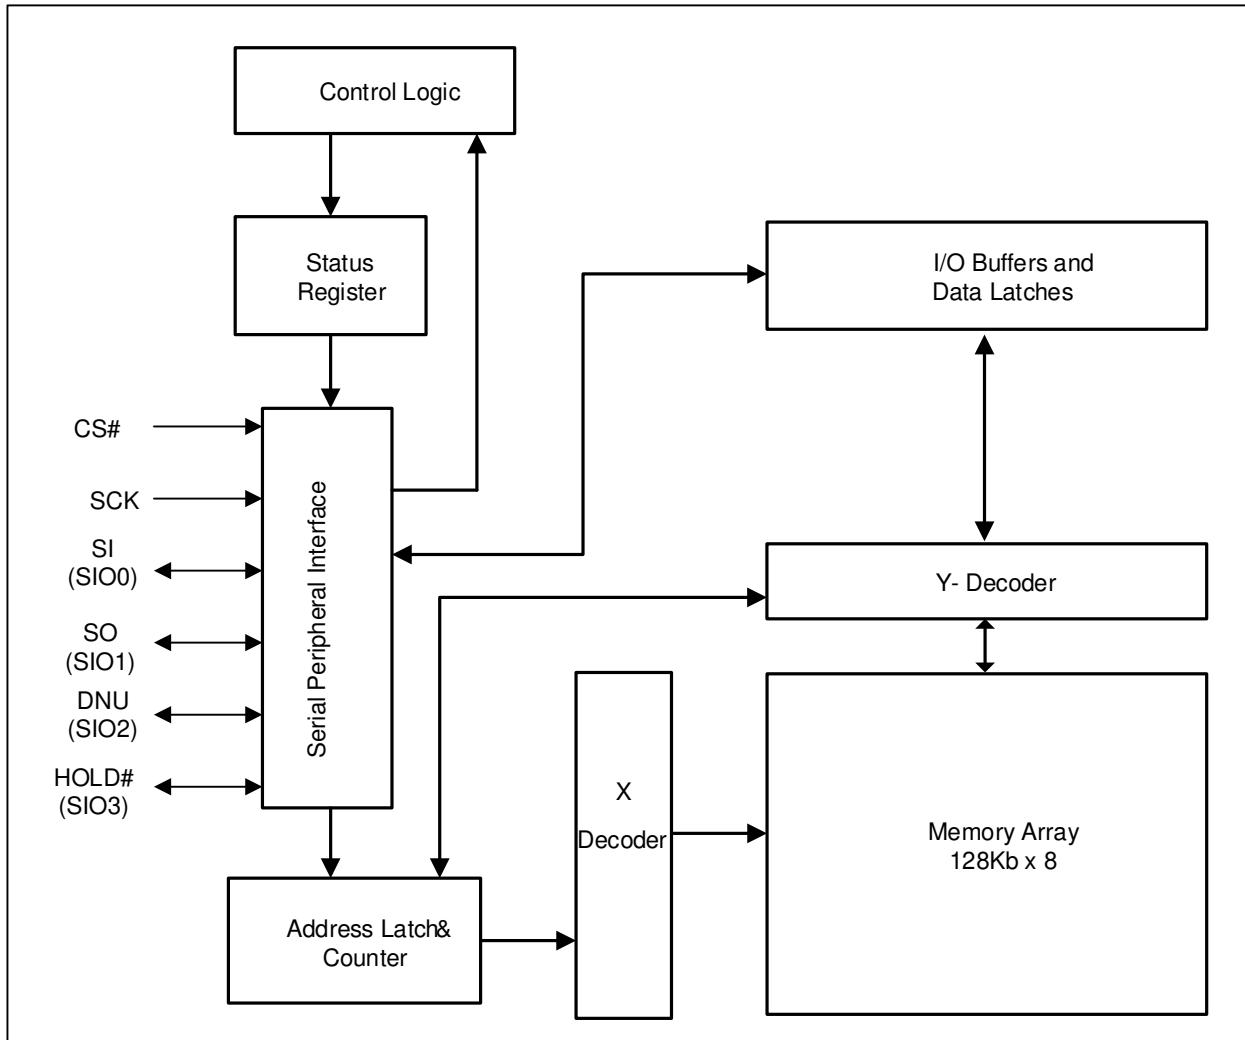 Control Logic
Status
Register
I/O Buffers and
Data Latches
CS#
SCK
SI
(SIO0)
SO
(SIO1)
DNU
(SIO2)
HOLD#
(SIO3)
Serial Peripheral Interface
Y- Decoder
X
Decoder
Memory Array
128Kb x 8
Address Latch&
Counter